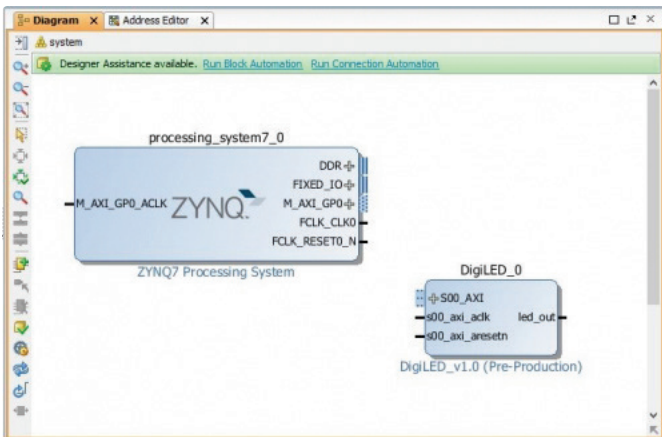 Diagram
Address Editor
system
Designer Assistance available. Run Block Automation Run Connection Automation
processing_system7_0
DDR
FIXED_IO
M_AXI_GP0_ACLK ZYNQ. M_AXI_GP0
FCLK_CLK0
FCLK_RESET0_N
ZYNQ7 Processing System
DigiLED_0
S00_AXI
s00_axi_aclk led_out
s00_axi_aresetn
DigiLED_v1.0 (Pre-Production)